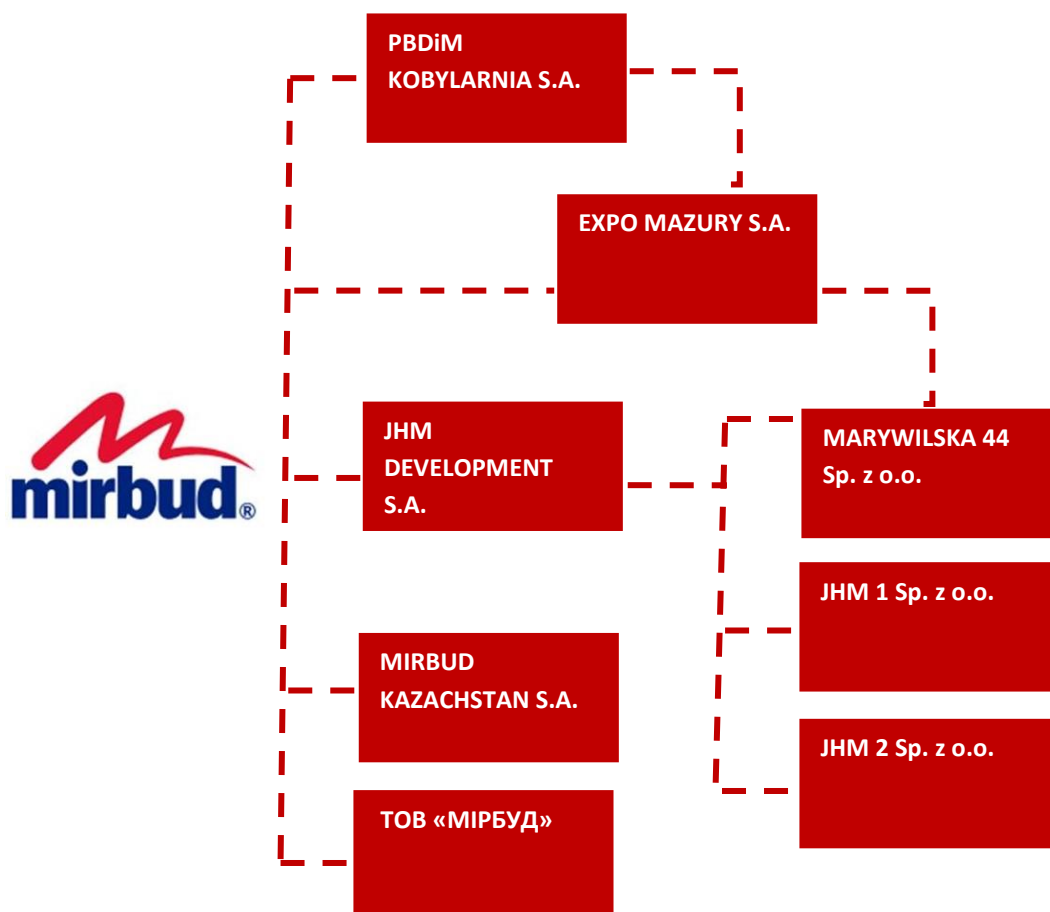 PBDiM
KOBYLARNIA S.A.
EXPO MAZURY S.A.
mirbud®
JHM
DEVELOPMENT
S.A.
MARYWILSKA 44
Sp. z o.o.
JHM 1 Sp. z o.o.
MIRBUD
KAZACHSTAN S.A.
JHM 2 Sp. z o.o.
ТОВ «МІРБУД»